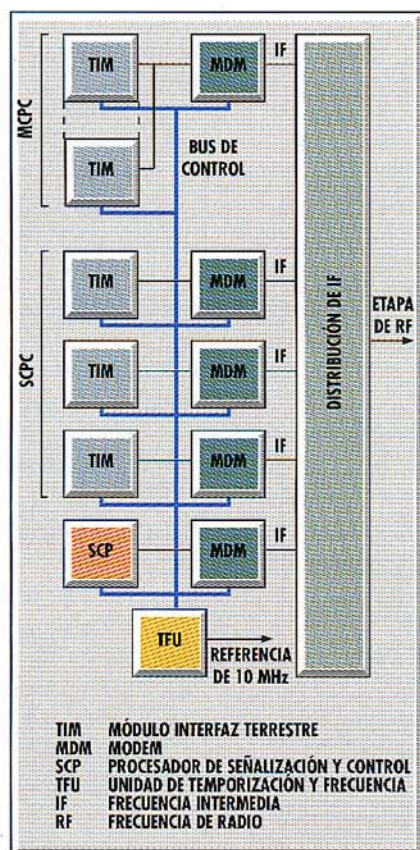 MCPC
TIM
MDM
IF
TIM
BUS DE
CONTROL
SCPC
TIM
MDM
IF
TIM
MDM
IF
TIM
MDM
IF
SCP
MDM
IF
TFU
REFERENCIA
DE 10 MHz
DISTRIBUCIÓN DE IF
ETAPA
DE RF
TIM MÓDULO INTERFAZ TERRESTRE
MDM MODEM
SCP PROCESADOR DE SEÑALIZACIÓN Y CONTROL
TFU UNIDAD DE TEMPORIZACIÓN Y FRECUENCIA
IF FRECUENCIA INTERMEDIA
RF FRECUENCIA DE RADIO